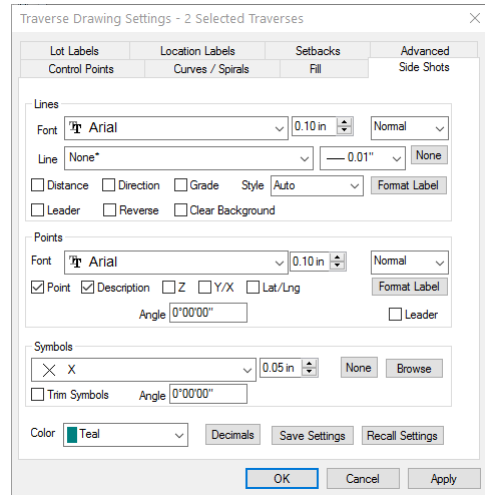 Traverse Drawing Settings - 2 Selected Traverses
Lot Labels Location Labels Setbacks Advanced
Control Points Curves / Spirals Fill Side Shots
Lines
Font Arial 0.10 in Normal
Line None* 0.01" None
Distance Direction Grade Style Auto Format Label
Leader Reverse Clear Background
Points
Font Arial 0.10 in Normal
Point Description Z Y/X Lat/Lng Format Label
Angle 0°00'00" Leader
Symbols
X 0.05 in None Browse
Trim Symbols Angle 0°00'00"
Color Teal Decimals Save Settings Recall Settings
OK Cancel Apply